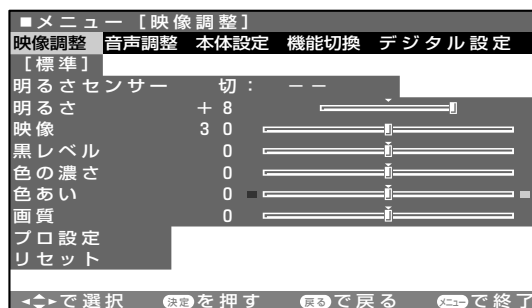 ■メニュー [映像調整]
映像調整 音声調整 本体設定 機能切換 デジタル設定
[標準]
明るさセンサー 切: ーー
明るさ +8
映像 30
黒レベル 0
色の濃さ 0
色あい 0
画質 0
プロ設定
リセット
で選択 決定を押す 戻るで戻る メニューで終了